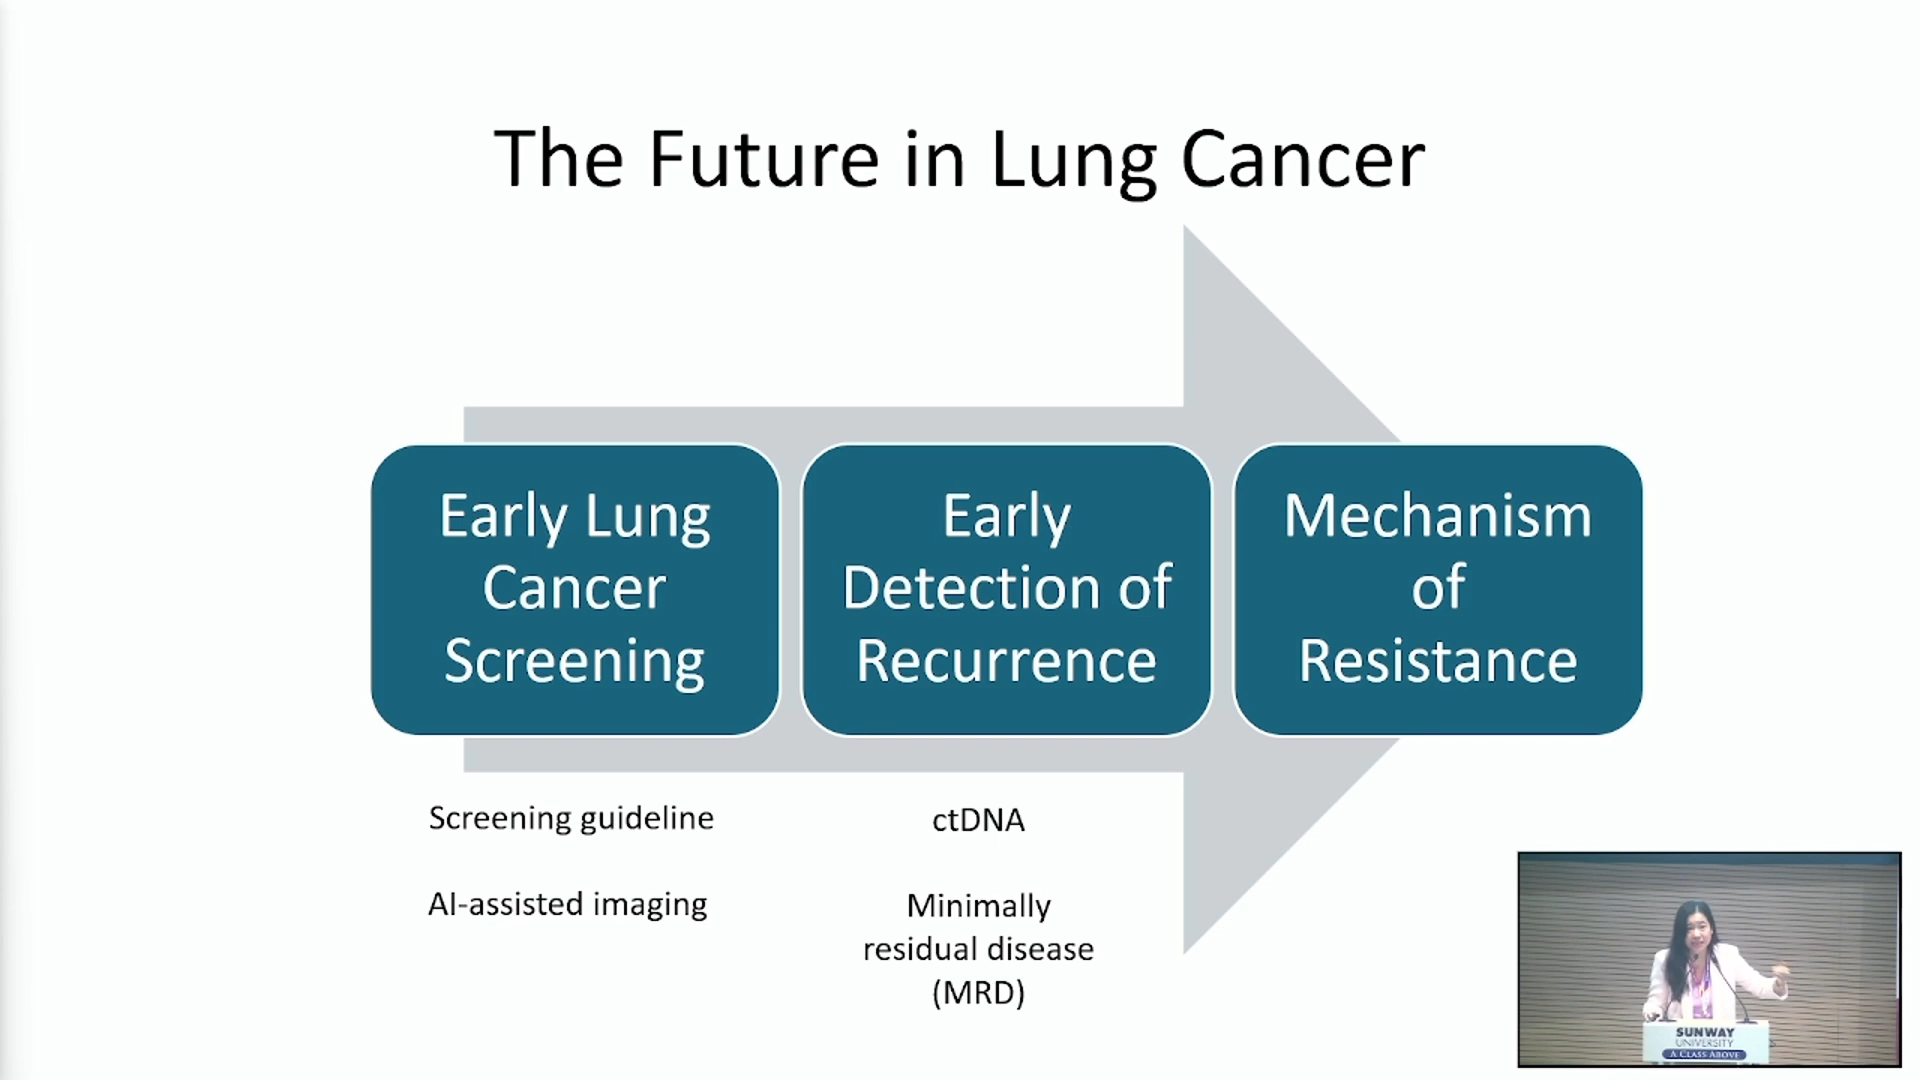 The Future in Lung Cancer
Early Lung
Cancer
Screening
Early
Detection of
Recurrence
Mechanism
of
Resistance
Screening guideline
AI-assisted imaging
ctDNA
Minimally
residual disease
(MRD)
SUNWAY
UNIVERSITY
A CLASS ABOVE